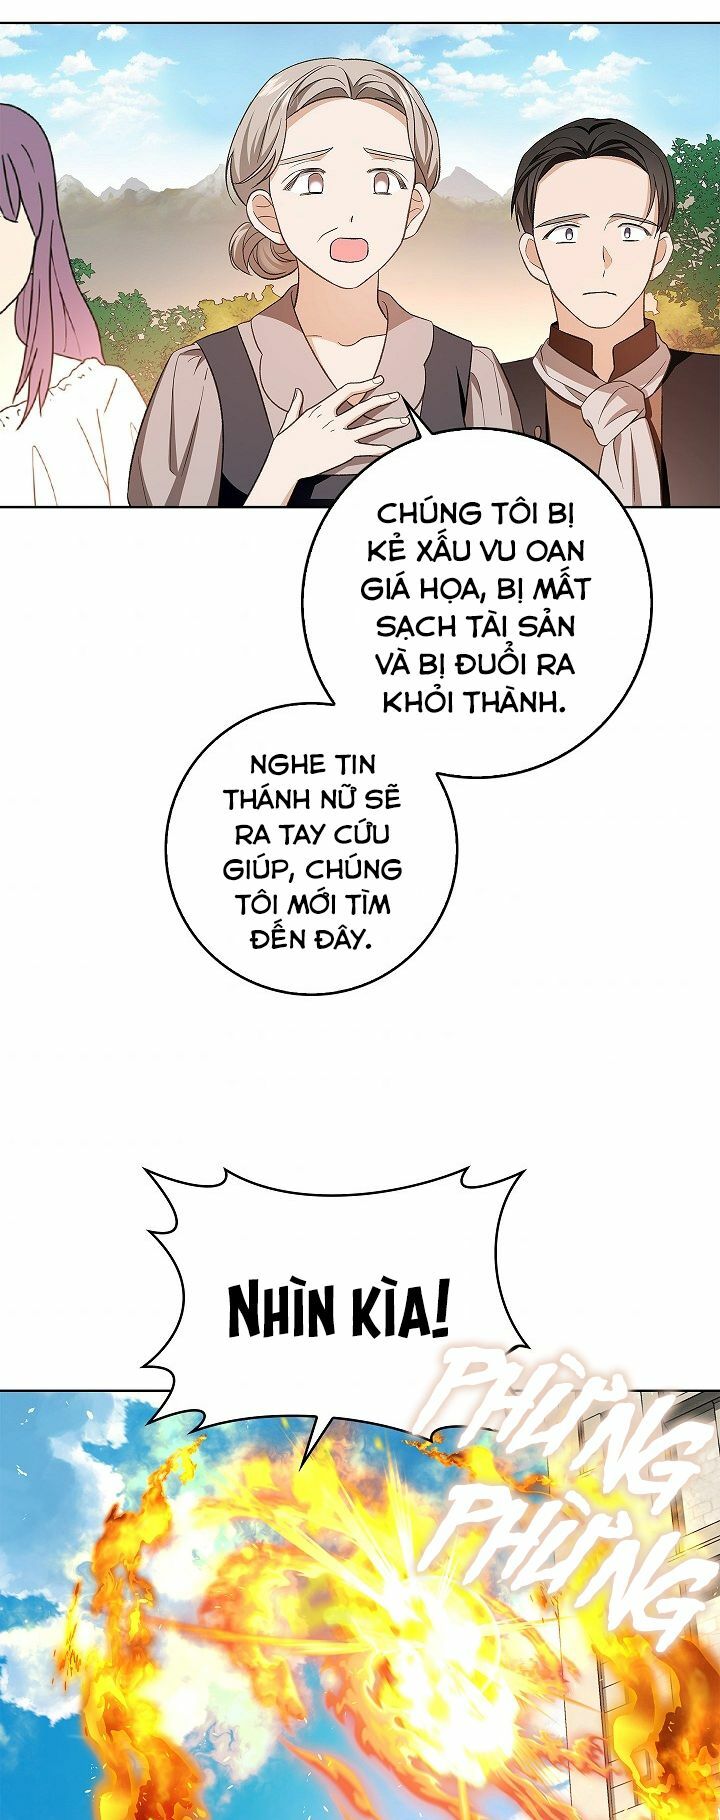 CHÚNG TÔI BỊ
KẺ XẤU VU OAN
GIÁ HỌA, BỊ MẤT
SẠCH TÀI SẢN
VÀ BỊ ĐUỔI RA
KHỎI THÀNH.
NGHE TIN
THÁNH NỮ SẼ
RA TAY CỨU
GIÚP, CHÚNG
TÔI MỚI TÌM
ĐẾN ĐÂY.
NHÌN KÌA!
PHỪNG
PHỪNG